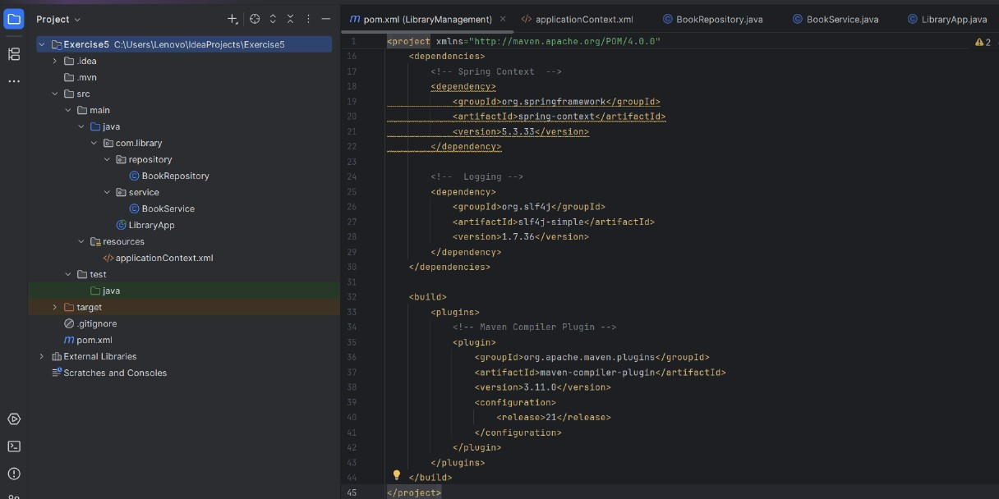 Project
Exercise5 C:\Users\Lenovo\IdeaProjects\Exercise5
.idea
.mvn
src
main
java
com.library
repository
BookRepository
service
BookService
LibraryApp
resources
applicationContext.xml
test
java
target
.gitignore
pom.xml
External Libraries
Scratches and Consoles
pom.xml (LibraryManagement)
applicationContext.xml
BookRepository.java
BookService.java
LibraryApp.java
2
1 <project xmlns="http://maven.apache.org/POM/4.0.0"
16 <dependencies>
17 <!-- Spring Context  -->
18 <dependency>
19 <groupId>org.springframework</groupId>
20 <artifactId>spring-context</artifactId>
21 <version>5.3.33</version>
22 </dependency>
23
24 <!--  Logging -->
25 <dependency>
26 <groupId>org.slf4j</groupId>
27 <artifactId>slf4j-simple</artifactId>
28 <version>1.7.36</version>
29 </dependency>
30 </dependencies>
31
32 <build>
33 <plugins>
34 <!-- Maven Compiler Plugin -->
35 <plugin>
36 <groupId>org.apache.maven.plugins</groupId>
37 <artifactId>maven-compiler-plugin</artifactId>
38 <version>3.11.0</version>
39 <configuration>
40 <release>21</release>
41 </configuration>
42 </plugin>
43 </plugins>
44 </build>
45 </project>